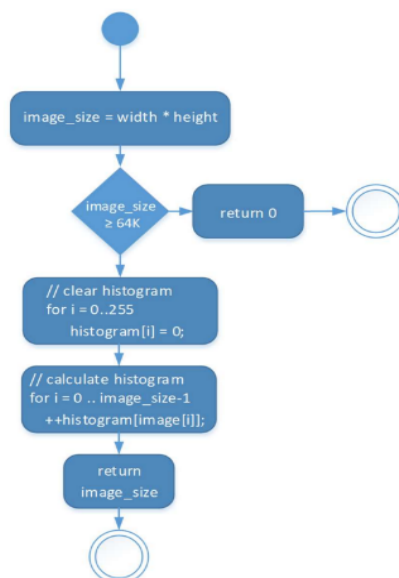 image_size = width * height
image_size
≥ 64K
return 0
// clear histogram
for i = 0..255
histogram[i] = 0;
// calculate histogram
for i = 0 .. image_size-1
++histogram[image[i]];
return
image_size